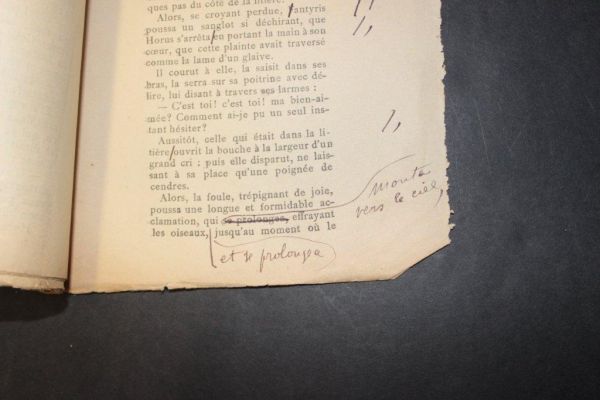 ques pas du côté de la litière.
Alors, se croyant perdue, Tantyris
poussa un sanglot si déchirant, que
Horus s'arrêta en portant la main à son
cœur, que cette plainte avait traversé
comme la lame d'un glaive.
Il courut à elle, la saisit dans ses
bras, la serra sur sa poitrine avec dé-
lire, lui disant à travers ses larmes :
— C'est toi! c'est toi! ma bien-ai-
mée? Comment ai-je pu un seul ins-
tant hésiter?
Aussitôt, celle qui était dans la li-
tière ouvrit la bouche à la largeur d'un
grand cri ; puis elle disparut, ne lais-
sant à sa place qu'une poignée de
cendres.
Alors, la foule, trépignant de joie,
poussa une longue et formidable ac-
clamation, qui se prolongea, effrayant
les oiseaux, jusqu'au moment où le
monta
vers le ciel,
et se prolongea